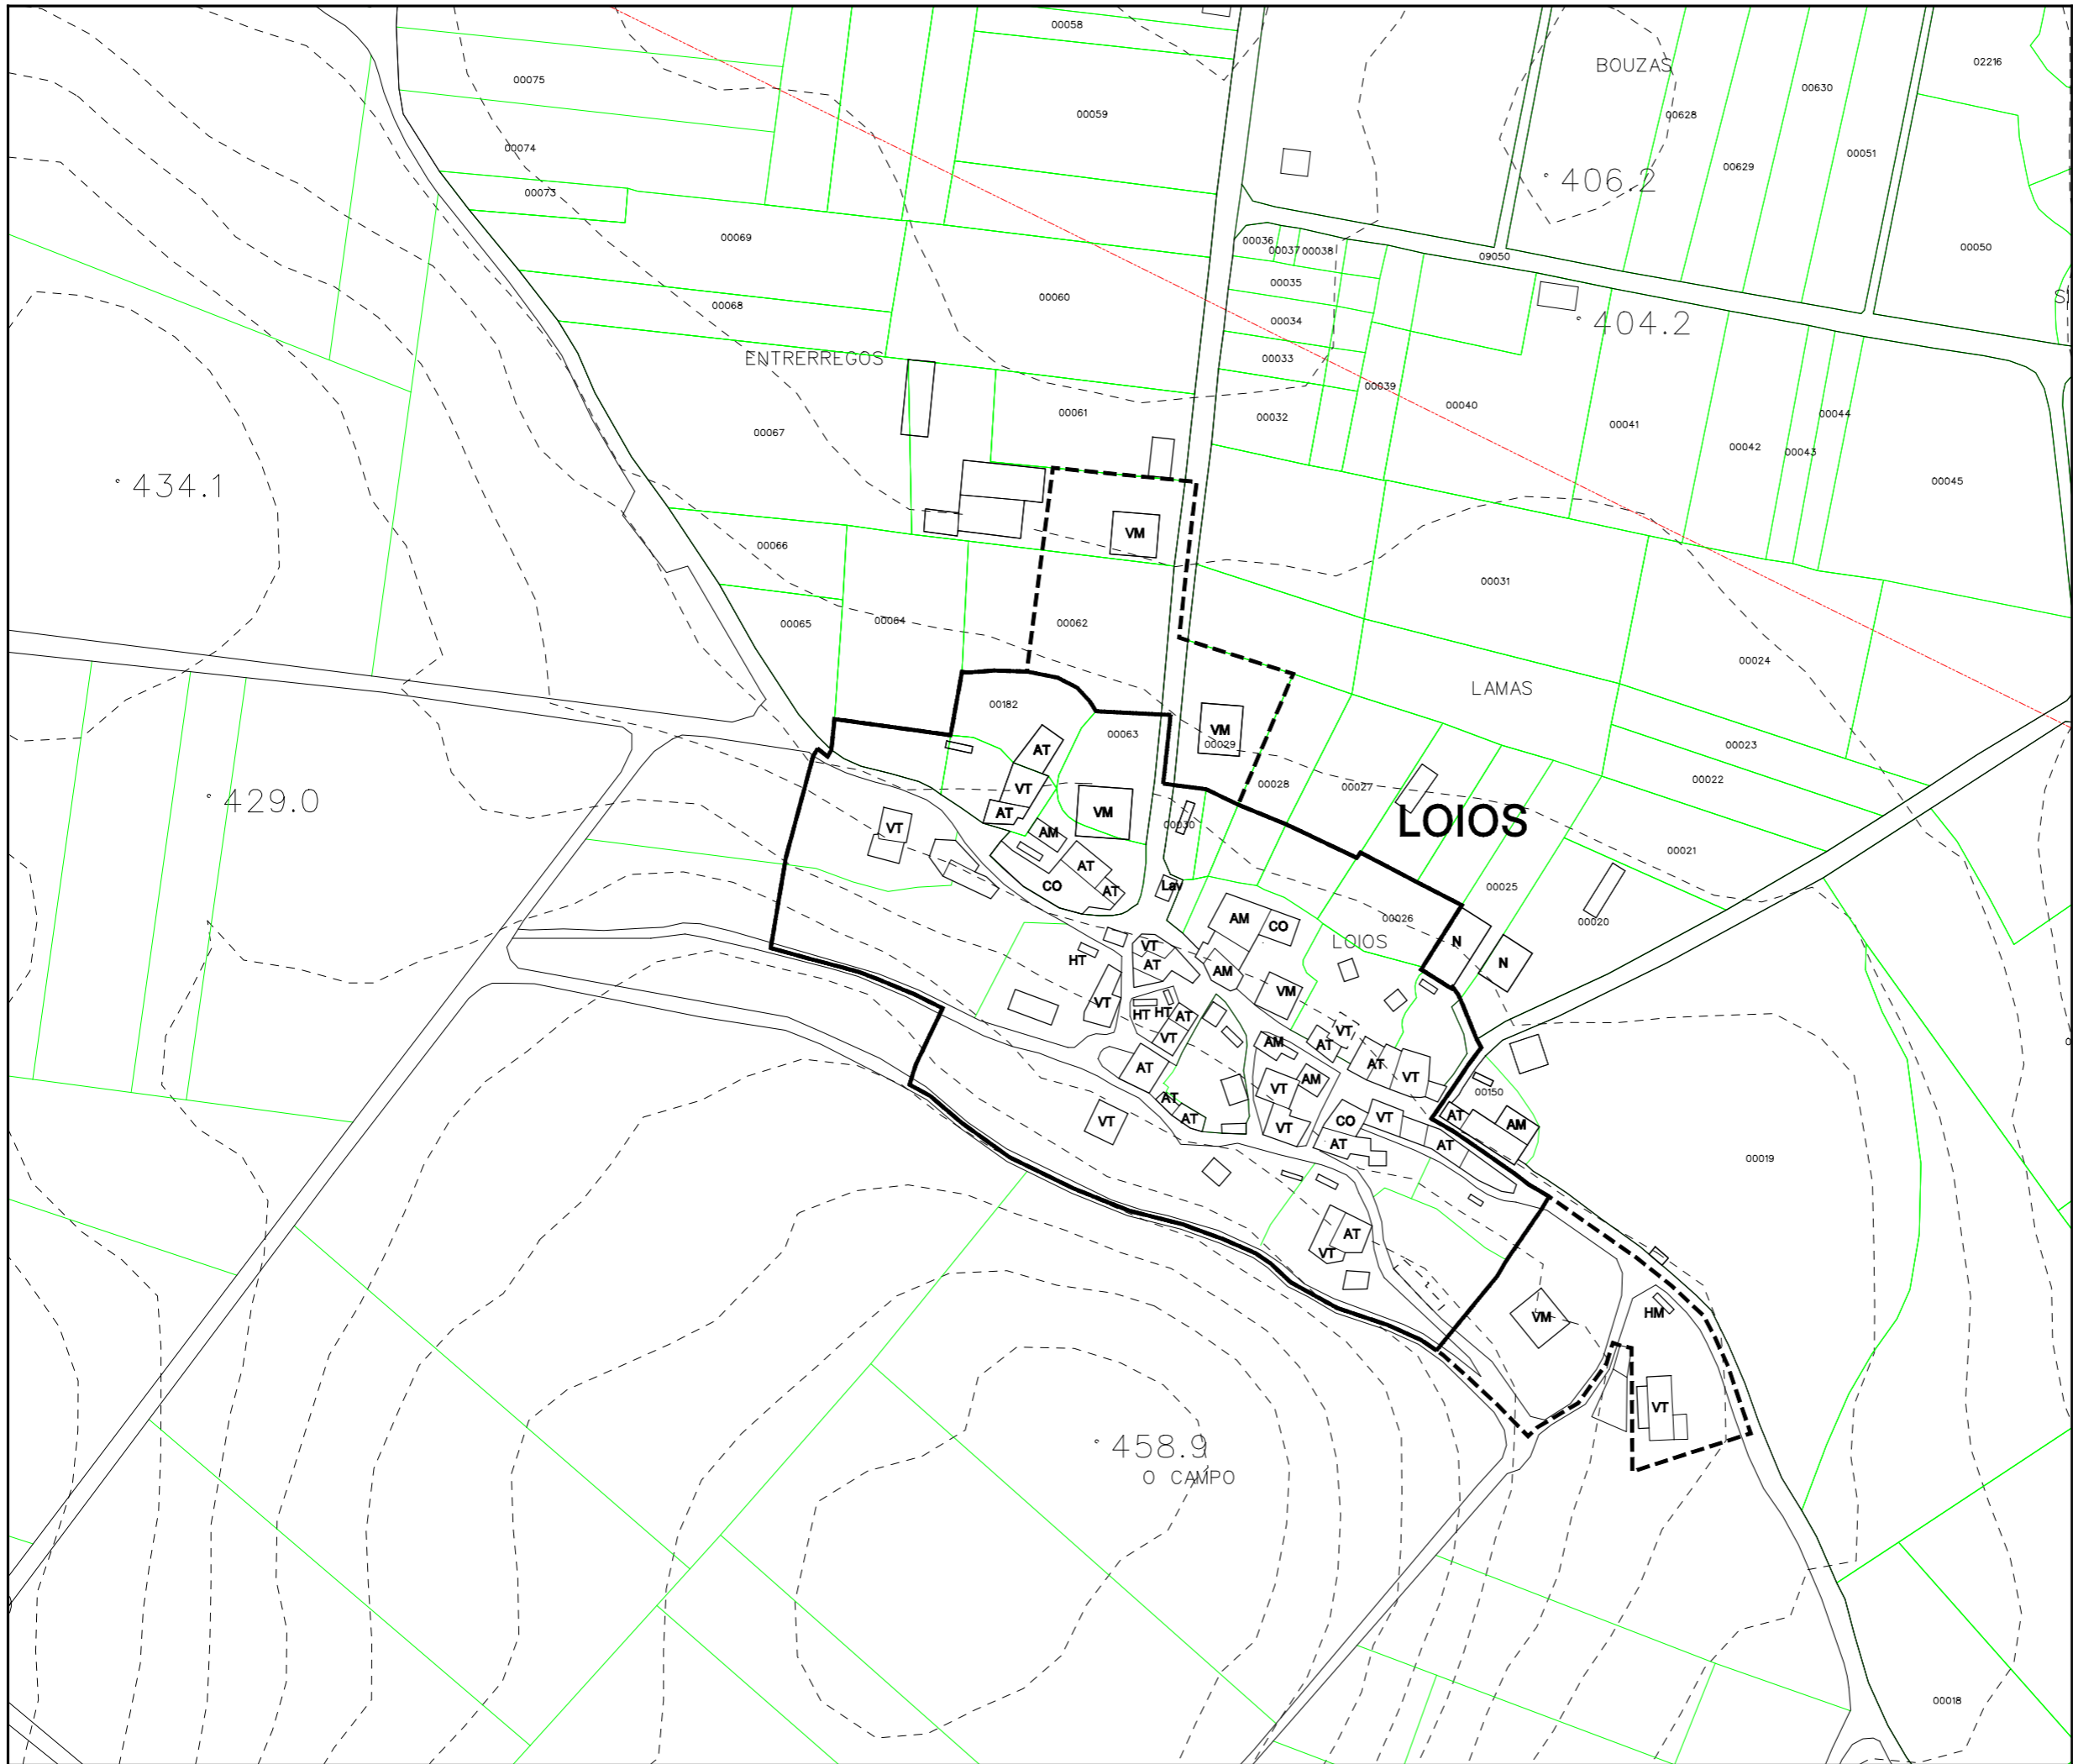 00058
BOUZAS
02216
00075
00630
00059
00628
00074
00051
00629
00073
406.2
00069
00036
00037
00038
09050
00050
00035
00060
00068
00034
404.2
ENTRERREGOS
00033
00039
00040
00061
00032
00044
00041
00067
00042
00043
00045
434.1
VM
00066
00031
00065
00064
00062
00024
LAMAS
00182
00063
VM
00029
AT
00023
00028
00027
00022
VT
429.0
AT
VM
LOIOS
VT
AM
00030
00021
AT
CO
AT
Lav
00025
AM
CO
00026
00020
VT
LOIOS
N
HT
AT
AM
N
VT
VM
HT
HT
AT
VT
VT
AM
AT
AT
AT
VT
VT
AM
00150
AT
AT
VT
VT
CO
VT
AT
AM
VT
AT
AT
00019
AT
VT
VM
HM
VT
458.9
O CAMPO
00018